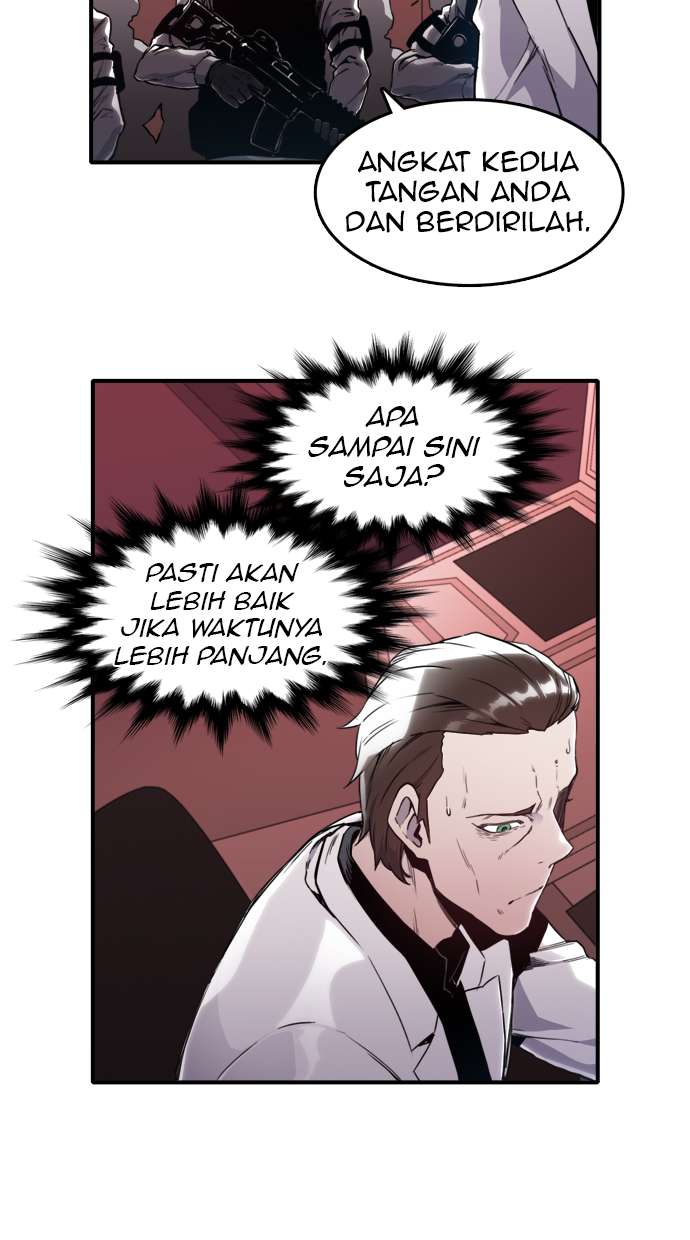 ANGKAT KEDUA
TANGAN ANDA
DAN BERDIRILAH.
APA
SAMPAI SINI
SAJA?
PASTI AKAN
LEBIH BAIK
JIKA WAKTUNYA
LEBIH PANJANG.